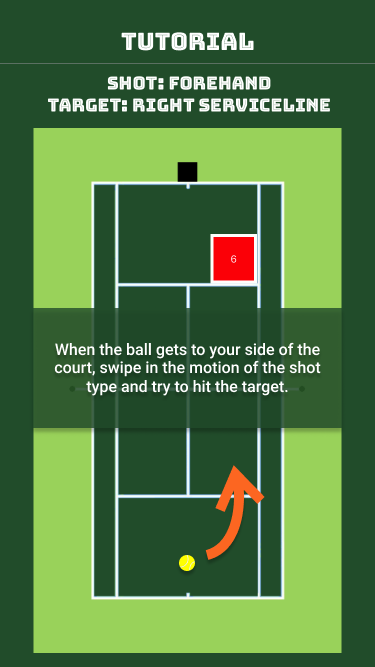 TUTORIAL
SHOT: FOREHAND
TARGET: RIGHT SERVICELINE
6
When the ball gets to your side of the
court, swipe in the motion of the shot
type and try to hit the target.